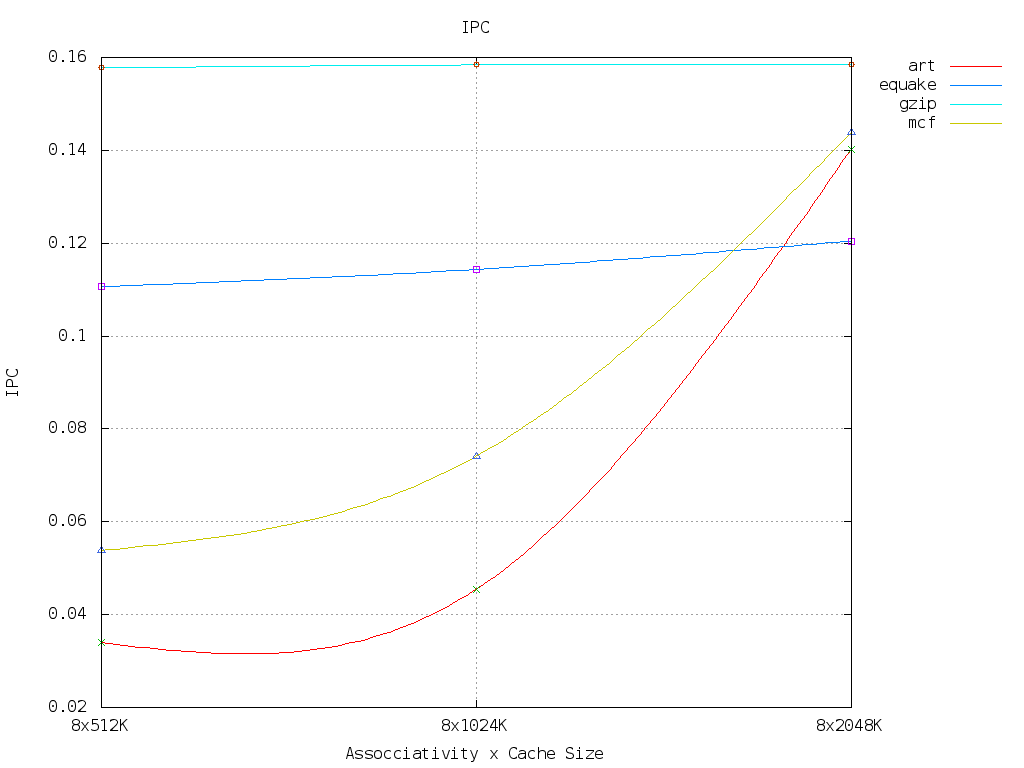 IPC
0.16
0.14
0.12
0.1
0.08
0.06
0.04
0.02
IPC
8x512K
8x1024K
8x2048K
Assocciativity x Cache Size
art
equake
gzip
mcf